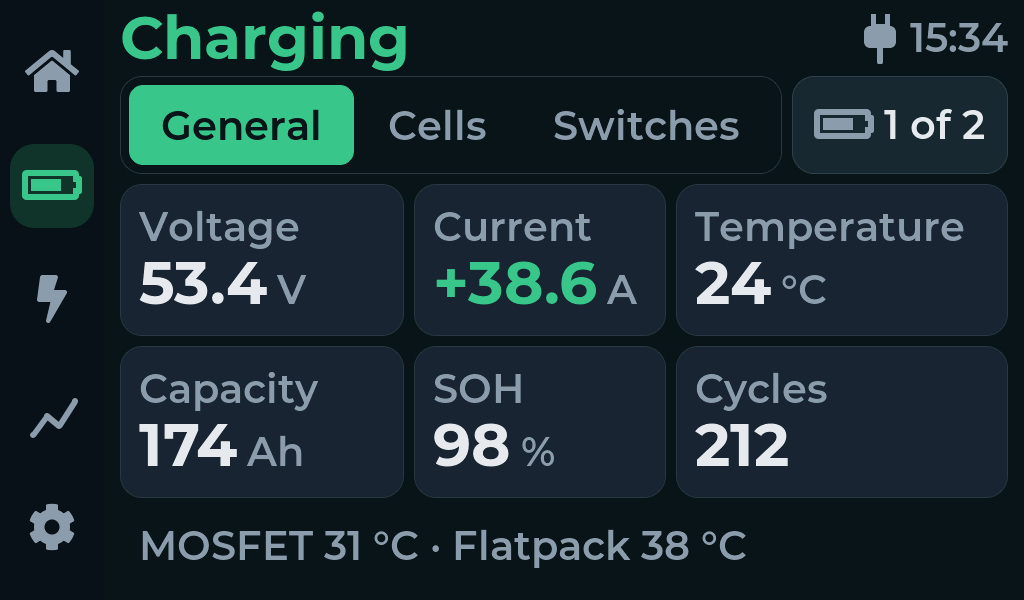 Charging
15:34
General Cells Switches 1 of 2
Voltage Current Temperature
53.4 V +38.6 A 24 °C
Capacity SOH Cycles
174 Ah 98 % 212
MOSFET 31 °C · Flatpack 38 °C